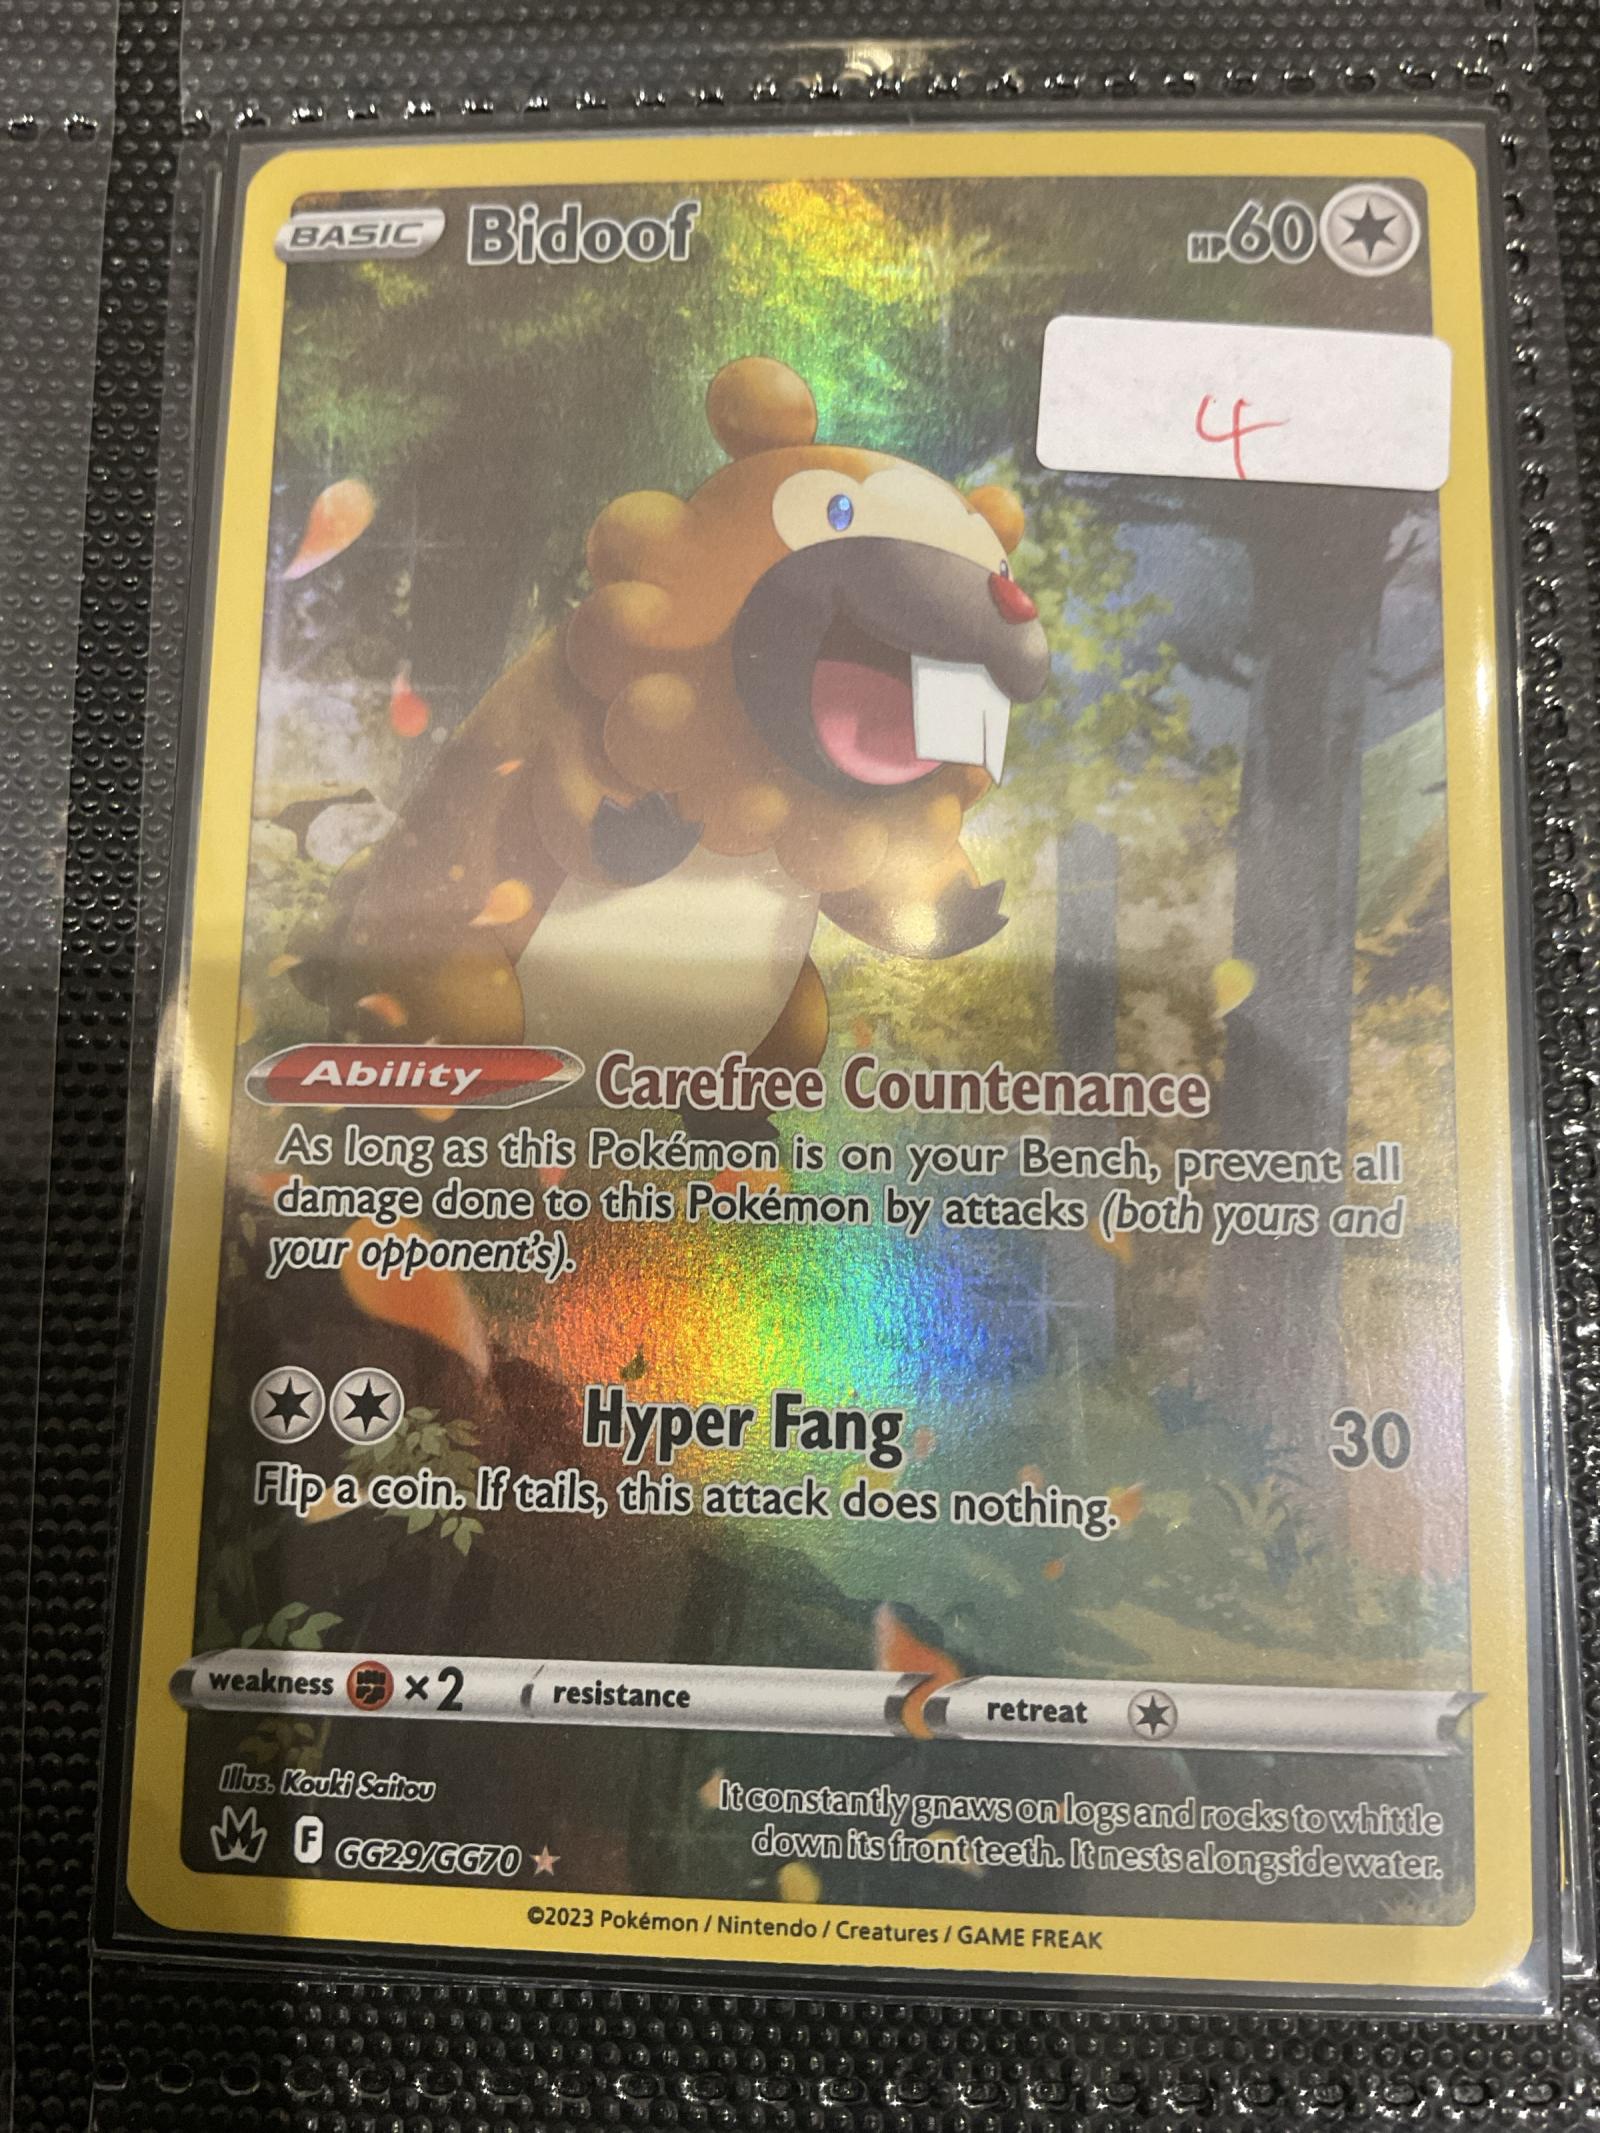 BASIC Bidoof HP60
4
Ability Carefree Countenance
As long as this Pokémon is on your Bench, prevent all
damage done to this Pokémon by attacks (both yours and
your opponent's).
Hyper Fang 30
Flip a coin. If tails, this attack does nothing.
weakness ×2 resistance retreat
Illus. Kouki Saitou
It constantly gnaws on logs and rocks to whittle
down its front teeth. It nests alongside water.
F GG29/GG70
©2023 Pokémon / Nintendo / Creatures / GAME FREAK